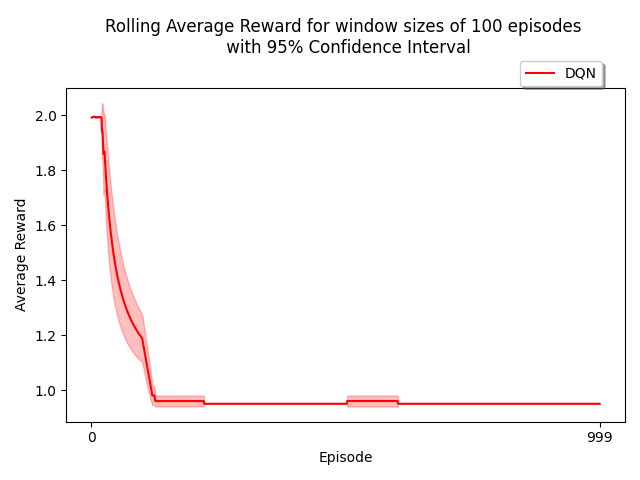 Rolling Average Reward for window sizes of 100 episodes
with 95% Confidence Interval
DQN
2.0
1.8
1.6
1.4
1.2
1.0
Average Reward
0
999
Episode